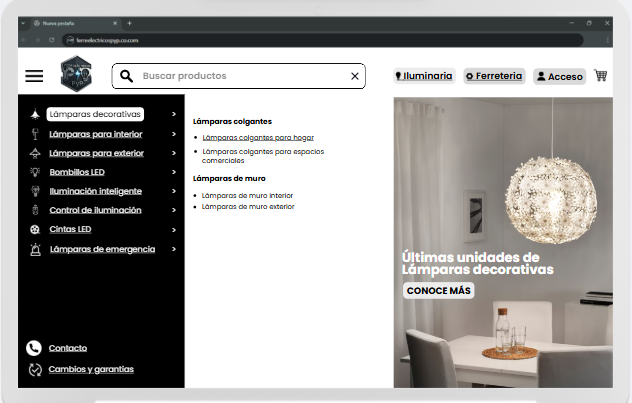 Nueva pestaña
ferreelectricospyp.co.com
PYP
Buscar productos
Iluminaria
Ferreteria
Acceso
Lámparas decorativas
Lámparas para interior
Lámparas para exterior
Bombillos LED
Iluminación inteligente
Control de iluminación
Cintas LED
Lámparas de emergencia
Contacto
Cambios y garantias
Lámparas colgantes
Lámparas colgantes para hogar
Lámparas colgantes para espacios
comerciales
Lámparas de muro
Lámparas de muro interior
Lámparas de muro exterior
Últimas unidades de
Lámparas decorativas
CONOCE MÁS